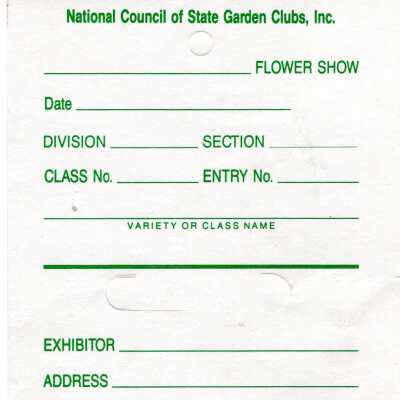 National Council of State Garden Clubs, Inc.
FLOWER SHOW
Date
DIVISION SECTION
CLASS No. ENTRY No.
VARIETY OR CLASS NAME
EXHIBITOR
ADDRESS